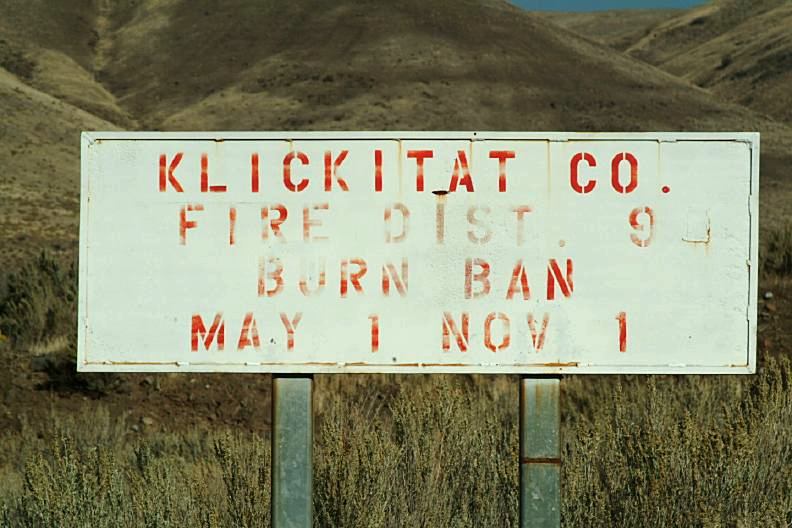 KLICKITAT CO.
FIRE DIST. 9
BURN BAN
MAY 1 NOV 1